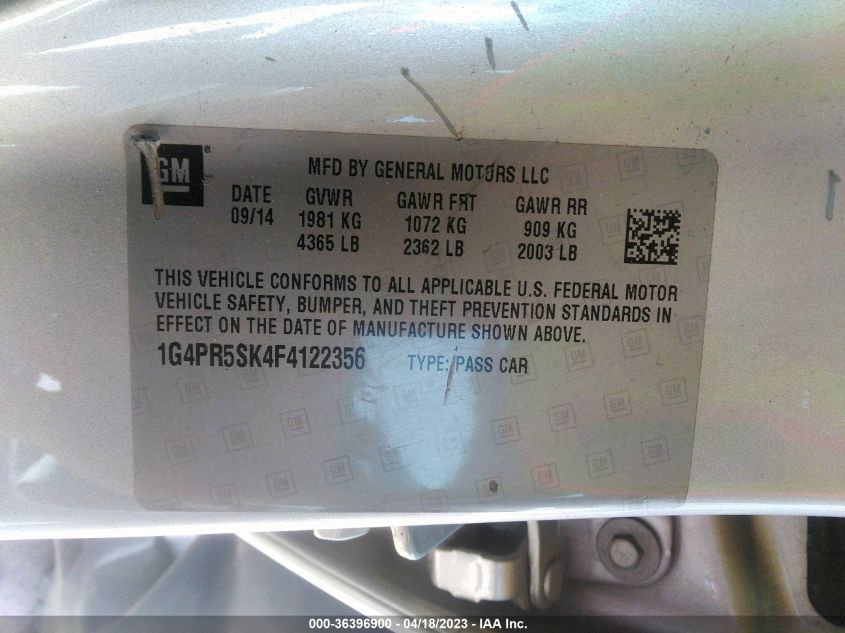 GM®
MFD BY GENERAL MOTORS LLC
DATE GVWR GAWR FRT GAWR RR
09/14 1981 KG 1072 KG 909 KG
4365 LB 2362 LB 2003 LB
THIS VEHICLE CONFORMS TO ALL APPLICABLE U.S. FEDERAL MOTOR
VEHICLE SAFETY, BUMPER, AND THEFT PREVENTION STANDARDS IN
EFFECT ON THE DATE OF MANUFACTURE SHOWN ABOVE.
1G4PR5SK4F4122356 TYPE: PASS CAR
000-36396900 - 04/18/2023 - IAA Inc.